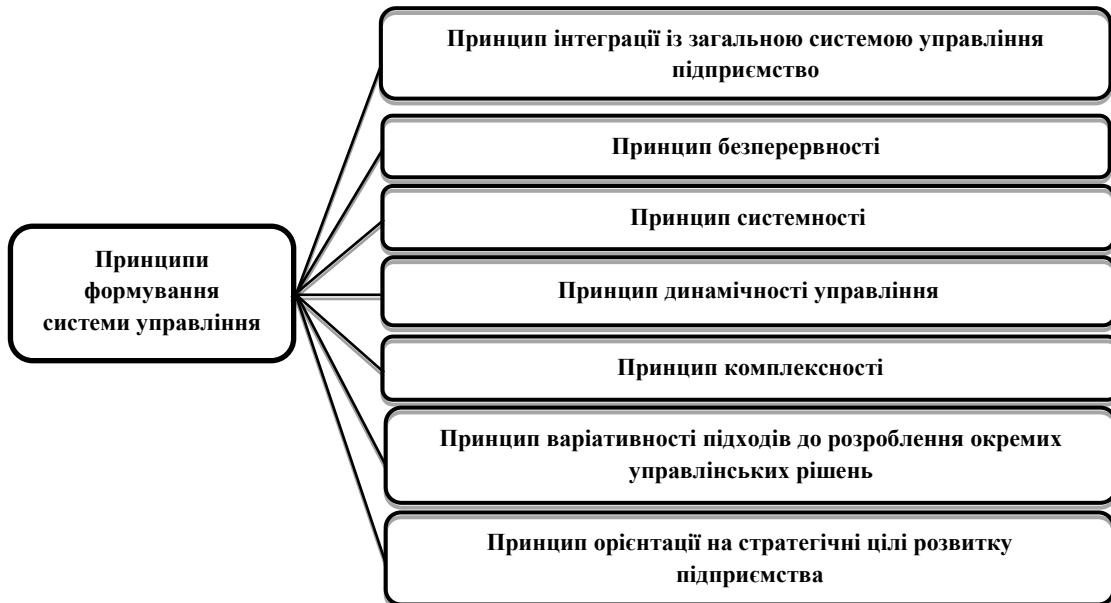 Принцип інтеграції із загальною системою управління
підприємство
Принцип безперервності
Принцип системності
Принципи
формування
системи управління
Принцип динамічності управління
Принцип комплексності
Принцип варіативності підходів до розроблення окремих
управлінських рішень
Принцип орієнтації на стратегічні цілі розвитку
підприємства